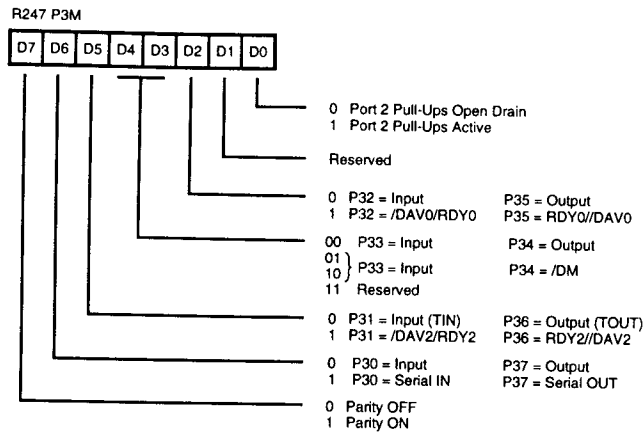 R247 P3M
D7 D6 D5 D4 D3 D2 D1 D0
0 Port 2 Pull-Ups Open Drain
1 Port 2 Pull-Ups Active
Reserved
0 P32 = Input P35 = Output
1 P32 = /DAV0/RDY0 P35 = RDY0//DAV0
00 P33 = Input P34 = Output
01
10 } P33 = Input P34 = /DM
11 Reserved
0 P31 = Input (TIN) P36 = Output (TOUT)
1 P31 = /DAV2/RDY2 P36 = RDY2//DAV2
0 P30 = Input P37 = Output
1 P30 = Serial IN P37 = Serial OUT
0 Parity OFF
1 Parity ON